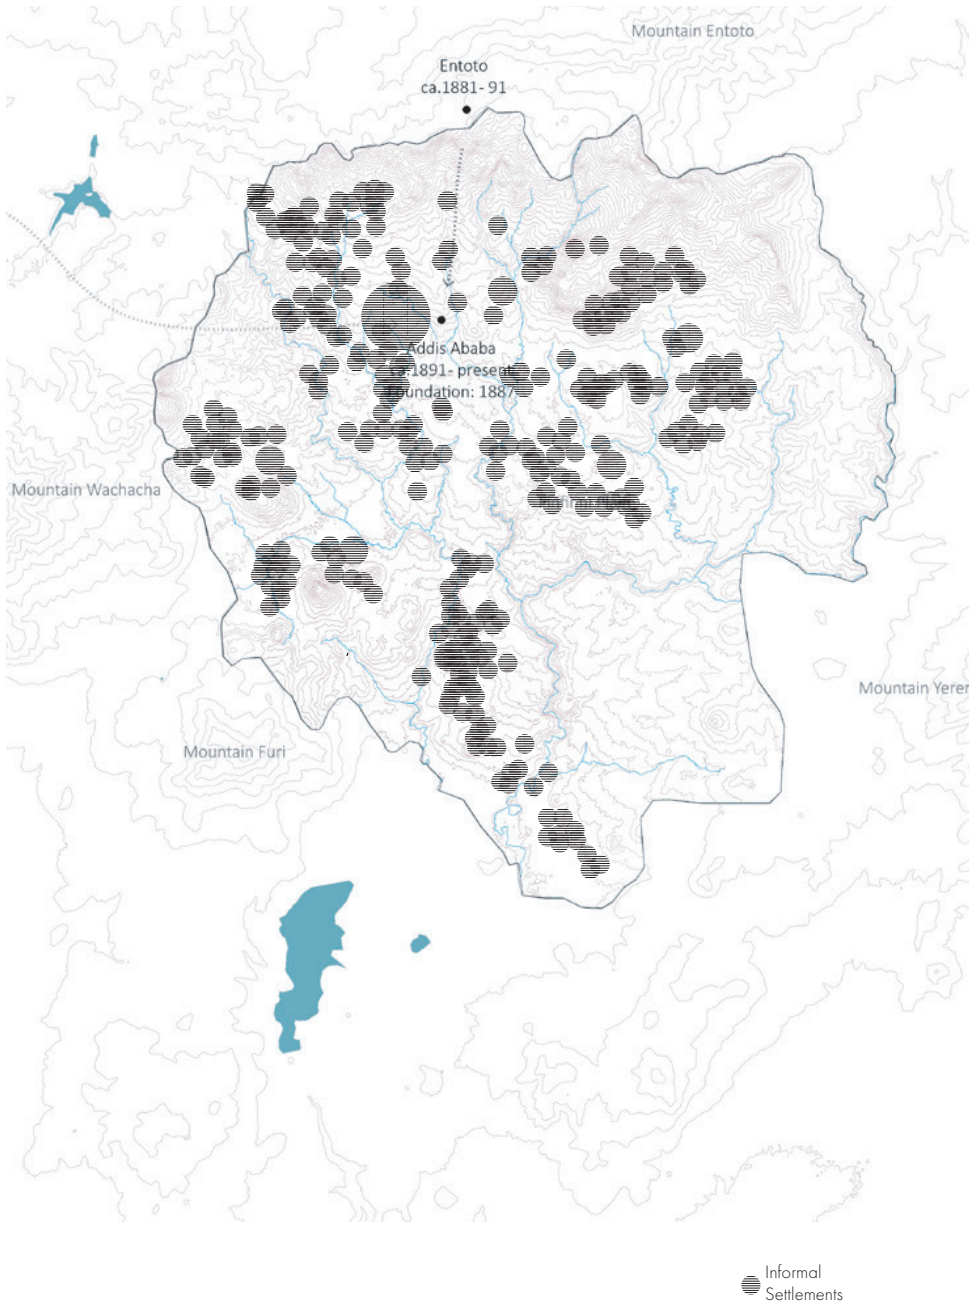 Mountain Entoto
Entoto
ca.1881- 91
Addis Ababa
1891- present
Foundation: 1887
Mountain Wachacha
Mountain Yerer
Mountain Furi
Informal
Settlements